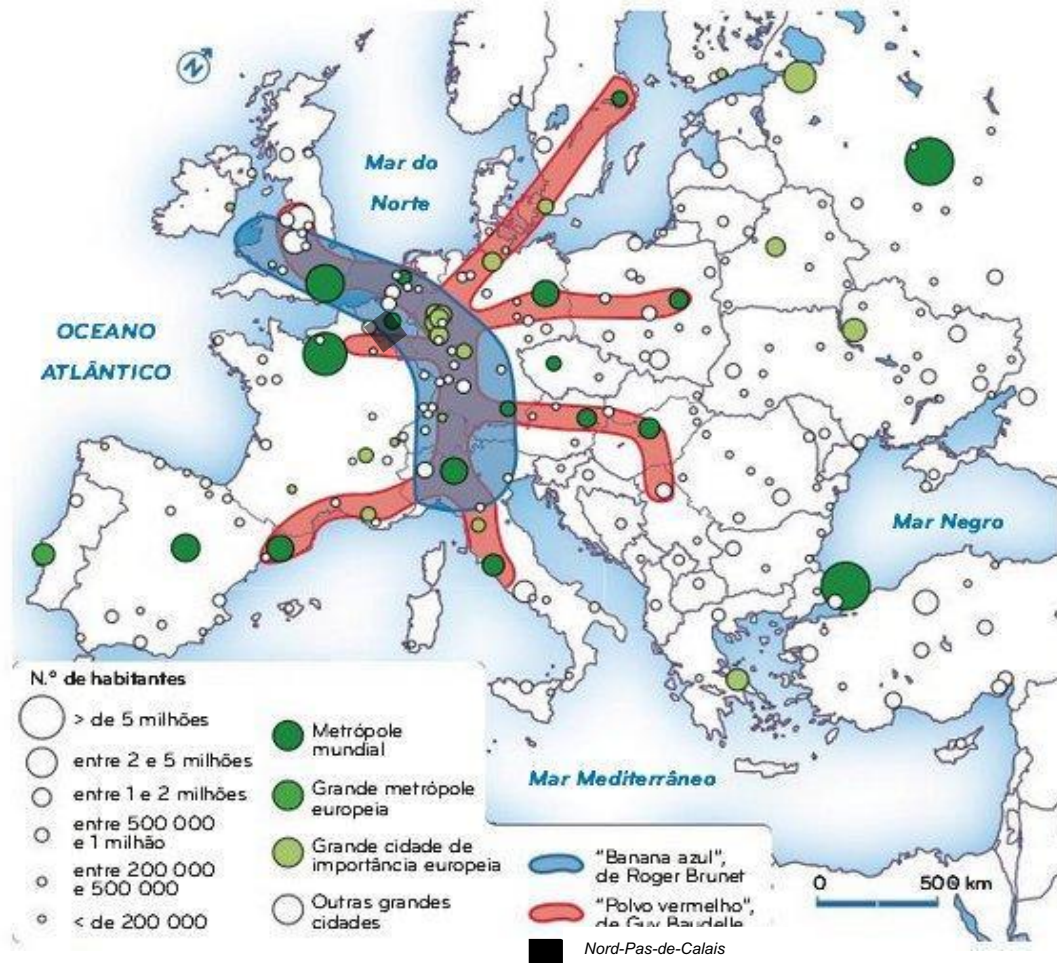 N
Mar do
Norte
OCEANO
ATLÂNTICO
Mar Negro
Mar Mediterrâneo
N.º de habitantes
> de 5 milhões
entre 2 e 5 milhões
entre 1 e 2 milhões
entre 500 000
e 1 milhão
entre 200 000
e 500 000
< de 200 000
Metrópole
mundial
Grande metrópole
europeia
Grande cidade de
importância europeia
Outras grandes
cidades
"Banana azul",
de Roger Brunet
"Polvo vermelho",
de Guy Baudelle
0 500 km
Nord-Pas-de-Calais